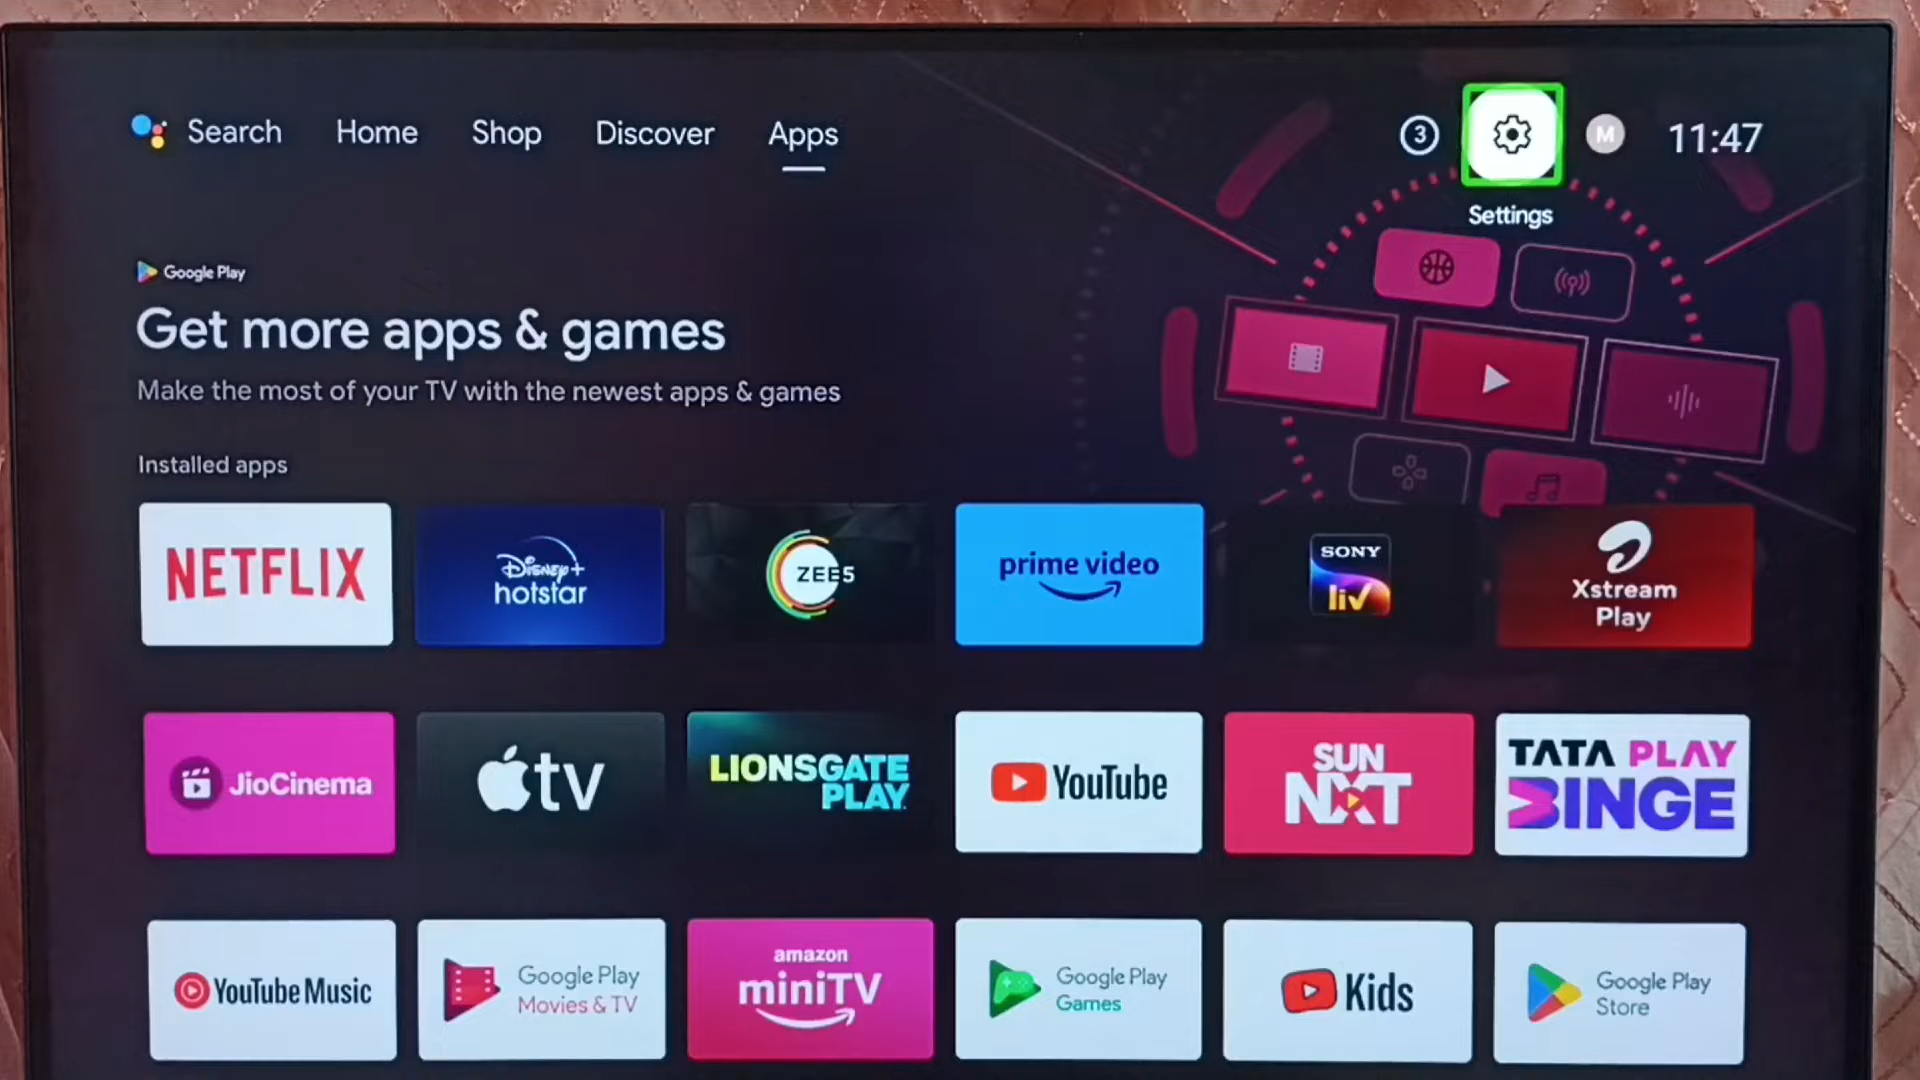 Search Home Shop Discover Apps
3 M 11:47
Settings
Google Play
Get more apps & games
Make the most of your TV with the newest apps & games
Installed apps
NETFLIX
Disney+
hotstar
ZEE5
prime video
SONY
liv
Xstream
Play
JioCinema
tv
LIONSGATE
PLAY
YouTube
SUN
NXT
TATA PLAY
BINGE
YouTube Music
Google Play
Movies & TV
amazon
miniTV
Google Play
Games
Kids
Google Play
Store